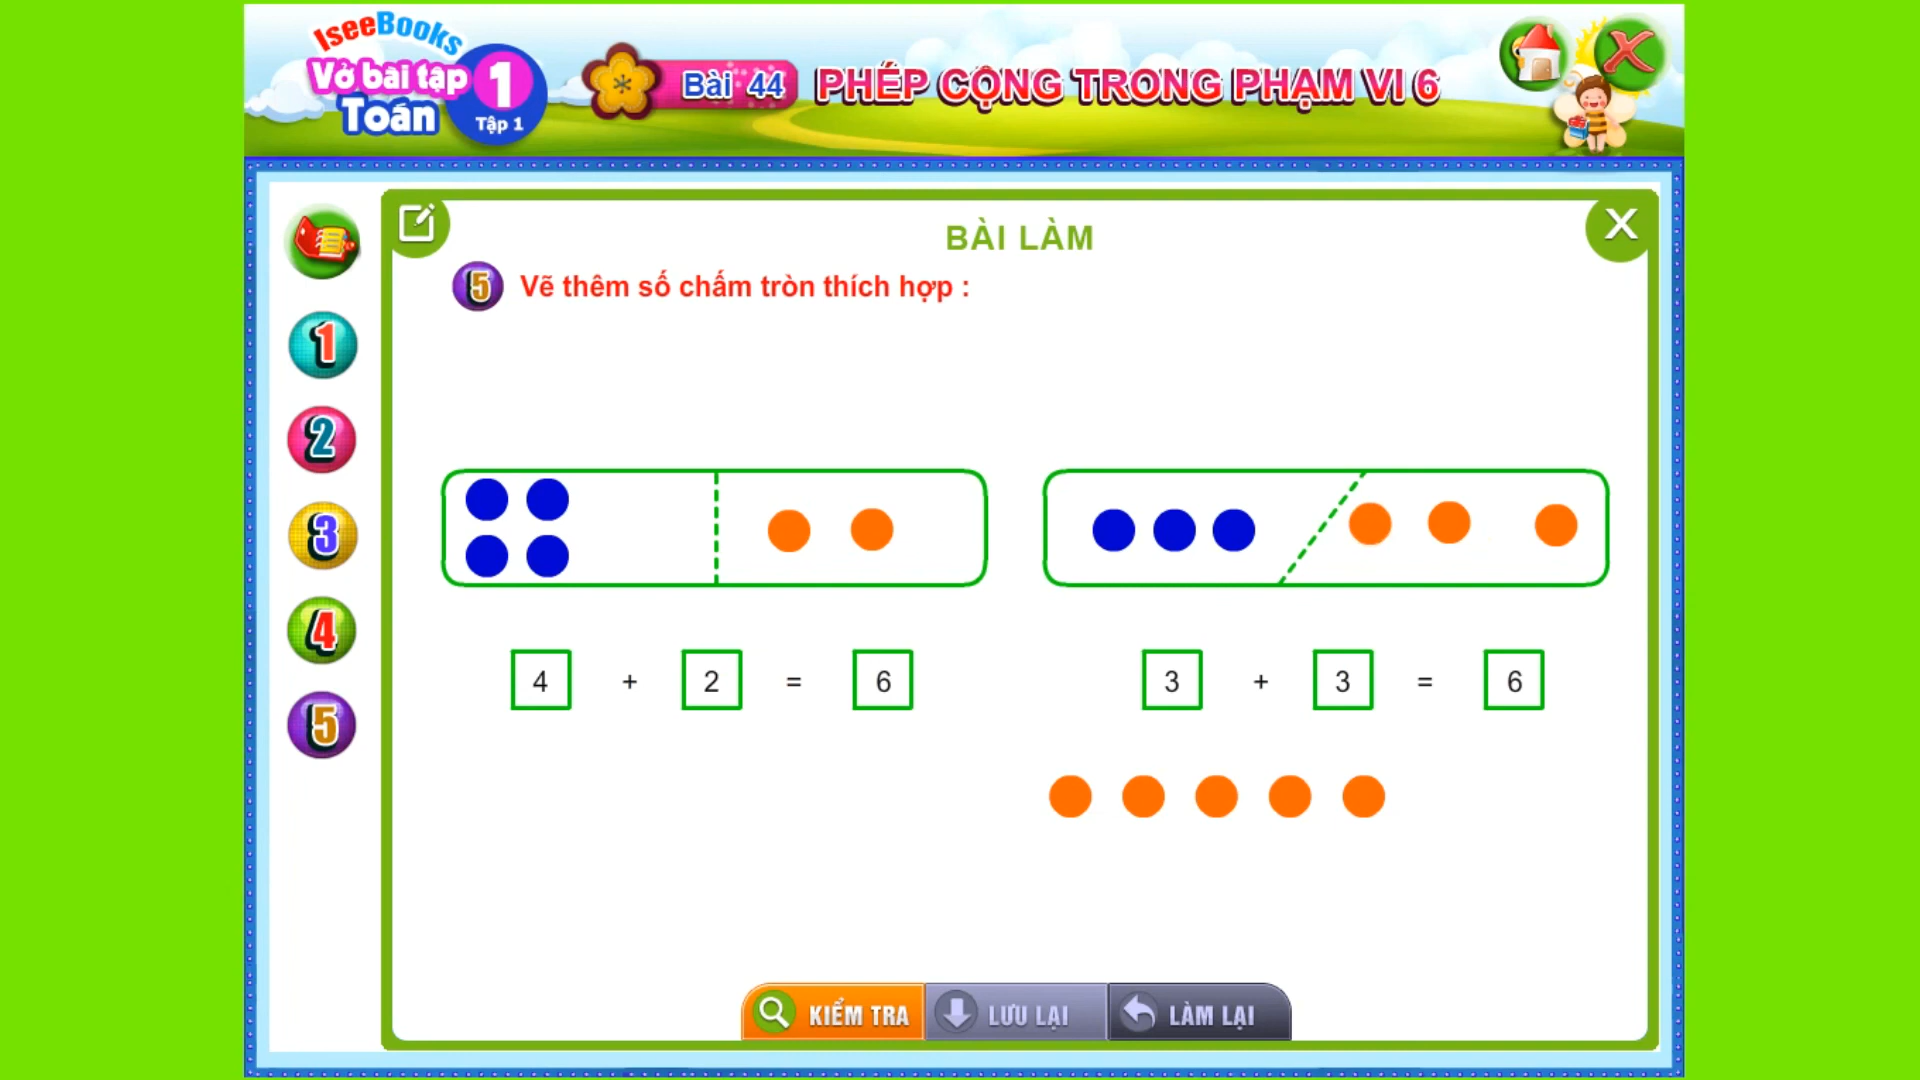 IseeBooks
Vở bài tập 1
Toán Tập 1
Bài 44 PHÉP CỘNG TRONG PHẠM VI 6
BÀI LÀM
5 Vẽ thêm số chấm tròn thích hợp :
1
2
3
4
5
4 + 2 = 6 3 + 3 = 6
KIỂM TRA LƯU LẠI LÀM LẠI